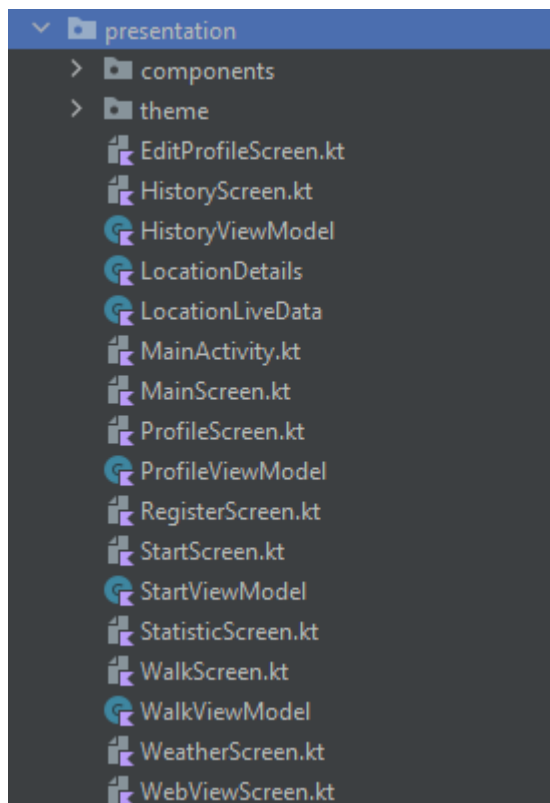 presentation
components
theme
EditProfileScreen.kt
HistoryScreen.kt
HistoryViewModel
LocationDetails
LocationLiveData
MainActivity.kt
MainScreen.kt
ProfileScreen.kt
ProfileViewModel
RegisterScreen.kt
StartScreen.kt
StartViewModel
StatisticScreen.kt
WalkScreen.kt
WalkViewModel
WeatherScreen.kt
WebViewScreen.kt